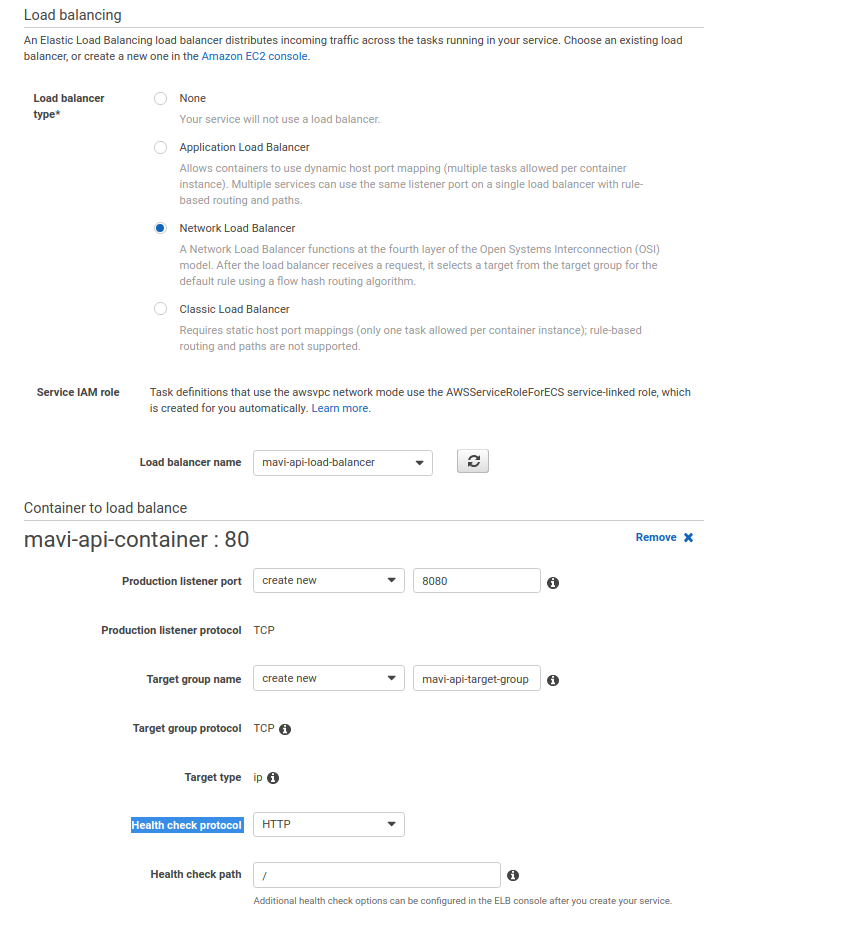 Load balancing
An Elastic Load Balancing load balancer distributes incoming traffic across the tasks running in your service. Choose an existing load
balancer, or create a new one in the Amazon EC2 console.
Load balancer
type*
None
Your service will not use a load balancer.
Application Load Balancer
Allows containers to use dynamic host port mapping (multiple tasks allowed per container
instance). Multiple services can use the same listener port on a single load balancer with rule-
based routing and paths.
Network Load Balancer
A Network Load Balancer functions at the fourth layer of the Open Systems Interconnection (OSI)
model. After the load balancer receives a request, it selects a target from the target group for the
default rule using a flow hash routing algorithm.
Classic Load Balancer
Requires static host port mappings (only one task allowed per container instance); rule-based
routing and paths are not supported.
Service IAM role
Task definitions that use the awsvpc network mode use the AWSServiceRoleForECS service-linked role, which
is created for you automatically. Learn more.
Load balancer name mavi-api-load-balancer
Container to load balance
mavi-api-container : 80 Remove
Production listener port create new 8080
Production listener protocol TCP
Target group name create new mavi-api-target-group
Target group protocol TCP
Target type ip
Health check protocol HTTP
Health check path /
Additional health check options can be configured in the ELB console after you create your service.